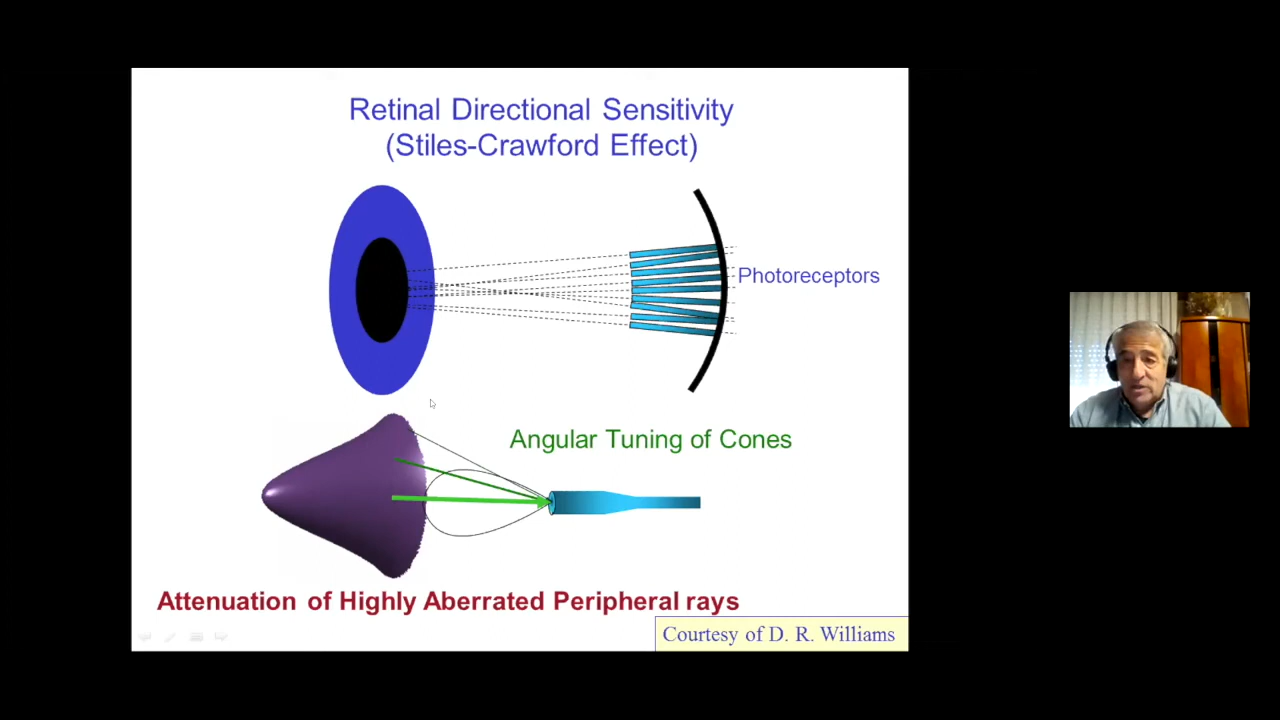 Retinal Directional Sensitivity
(Stiles-Crawford Effect)
Photoreceptors
Angular Tuning of Cones
Attenuation of Highly Aberrated Peripheral rays
Courtesy of D. R. Williams